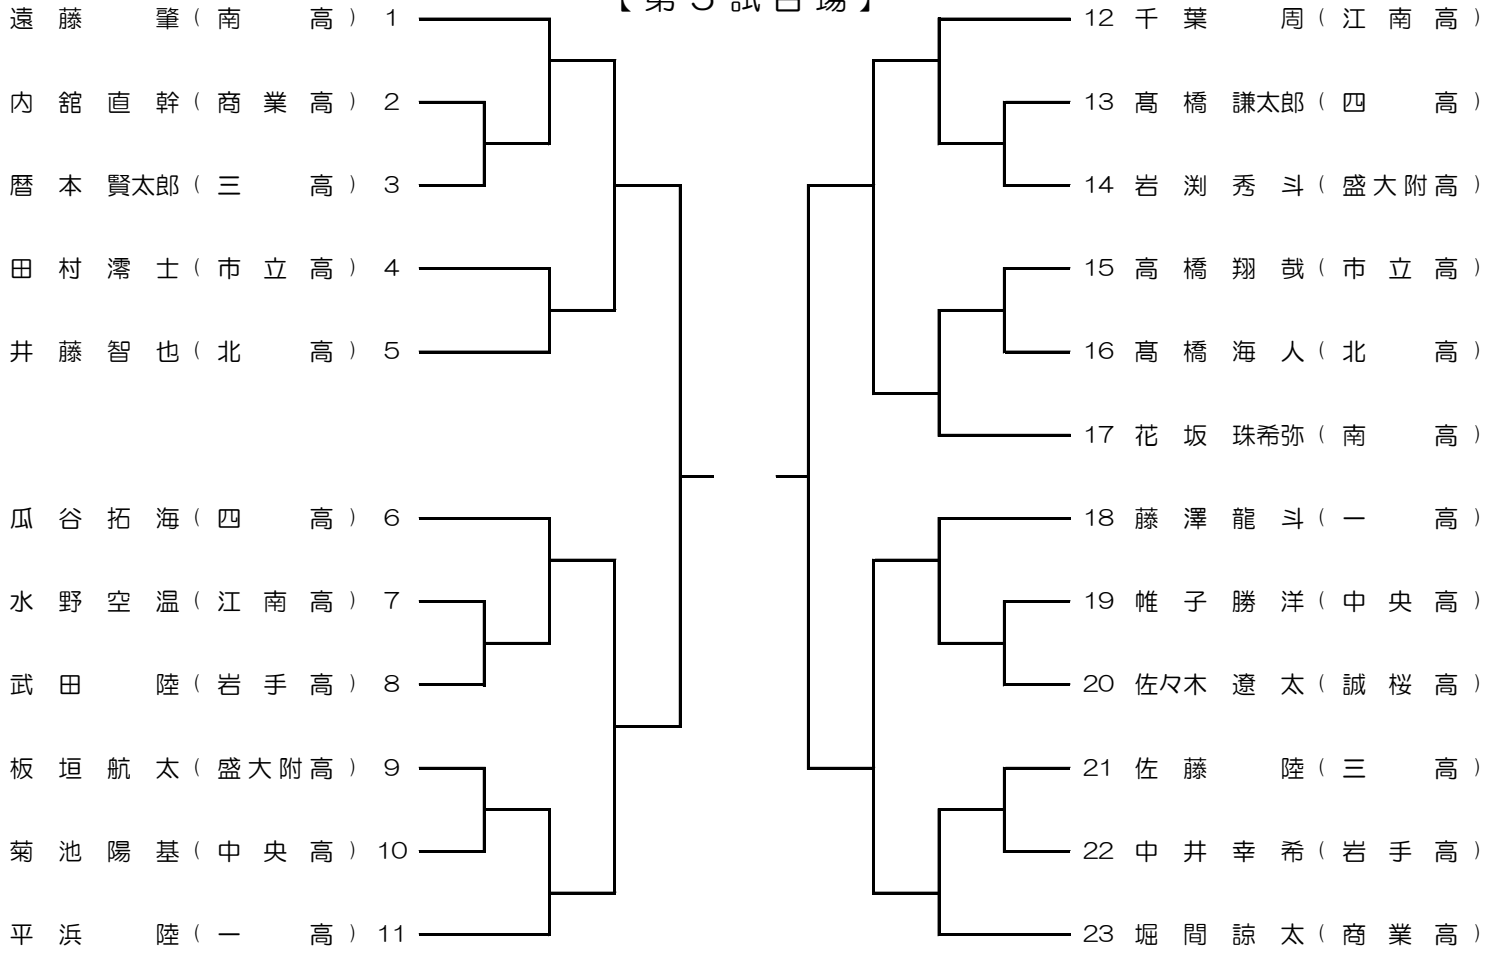 【第3試合場】
遠藤 肇(南高) 1
内舘直幹(商業高) 2
暦本賢太郎(三高) 3
田村澪士(市立高) 4
井藤智也(北高) 5
瓜谷拓海(四高) 6
水野空温(江南高) 7
武田 陸(岩手高) 8
板垣航太(盛大附高) 9
菊池陽基(中央高) 10
平浜 陸(一高) 11
12 千葉 周(江南高)
13 髙橋謙太郎(四高)
14 岩渕秀斗(盛大附高)
15 高橋翔哉(市立高)
16 髙橋海人(北高)
17 花坂珠希弥(南高)
18 藤澤龍斗(一高)
19 帷子勝洋(中央高)
20 佐々木遼太(誠桜高)
21 佐藤 陸(三高)
22 中井幸希(岩手高)
23 堀間諒太(商業高)